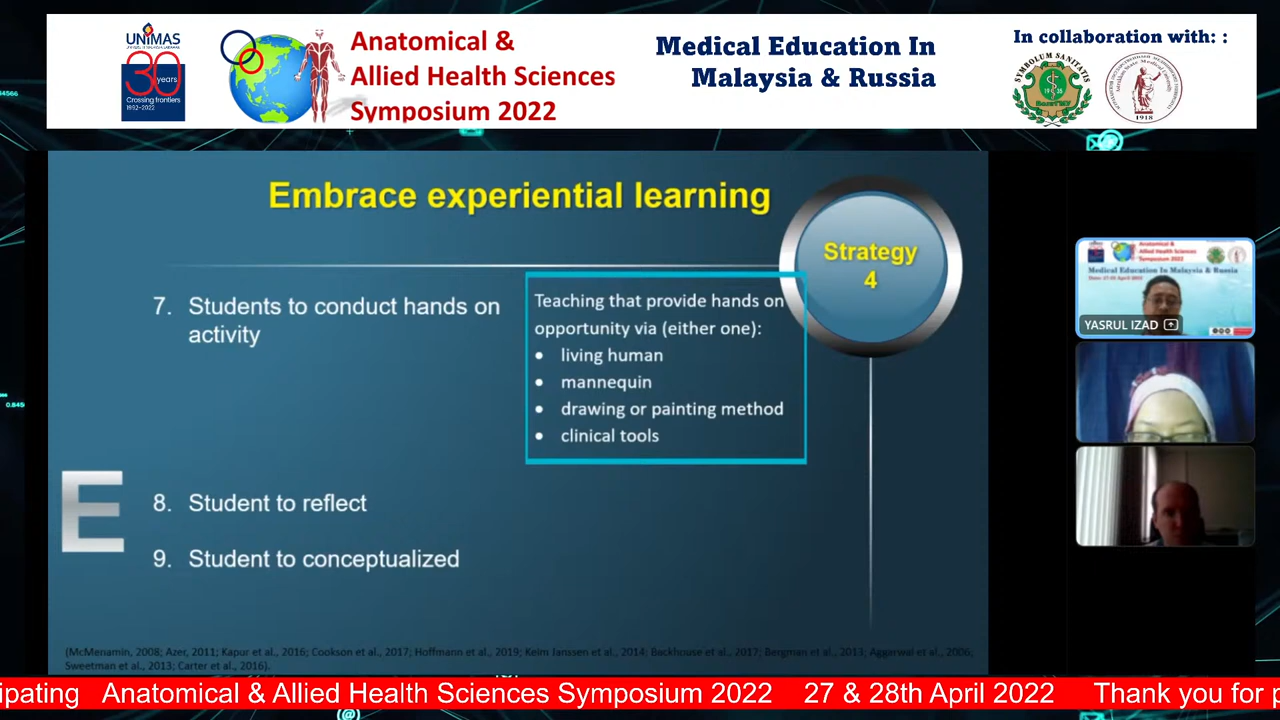 UNIMAS
30
years
Crossing frontiers
1992-2022
Anatomical &
Allied Health Sciences
Symposium 2022
Medical Education In
Malaysia & Russia
In collaboration with: :
SYMBOLUM SANITATIS
1935
1918
Embrace experiential learning
Strategy
4
7. Students to conduct hands on
activity
Teaching that provide hands on
opportunity via (either one):
• living human
• mannequin
• drawing or painting method
• clinical tools
E
8. Student to reflect
9. Student to conceptualized
(McMenamin, 2008; Azer, 2011; Kapur et al., 2016; Cookson et al., 2017; Hoffmann et al., 2019; Keim Janssen et al., 2014; Backhouse et al., 2017; Bergman et al., 2013; Aggarwal et al., 2006,
Sweetman et al., 2013; Carter et al., 2016).
Anatomical &
Allied Health Sciences
Symposium 2022
Medical Education In Malaysia & Russia
YASRUL IZAD
cipating Anatomical & Allied Health Sciences Symposium 2022 27 & 28th April 2022 Thank you for p